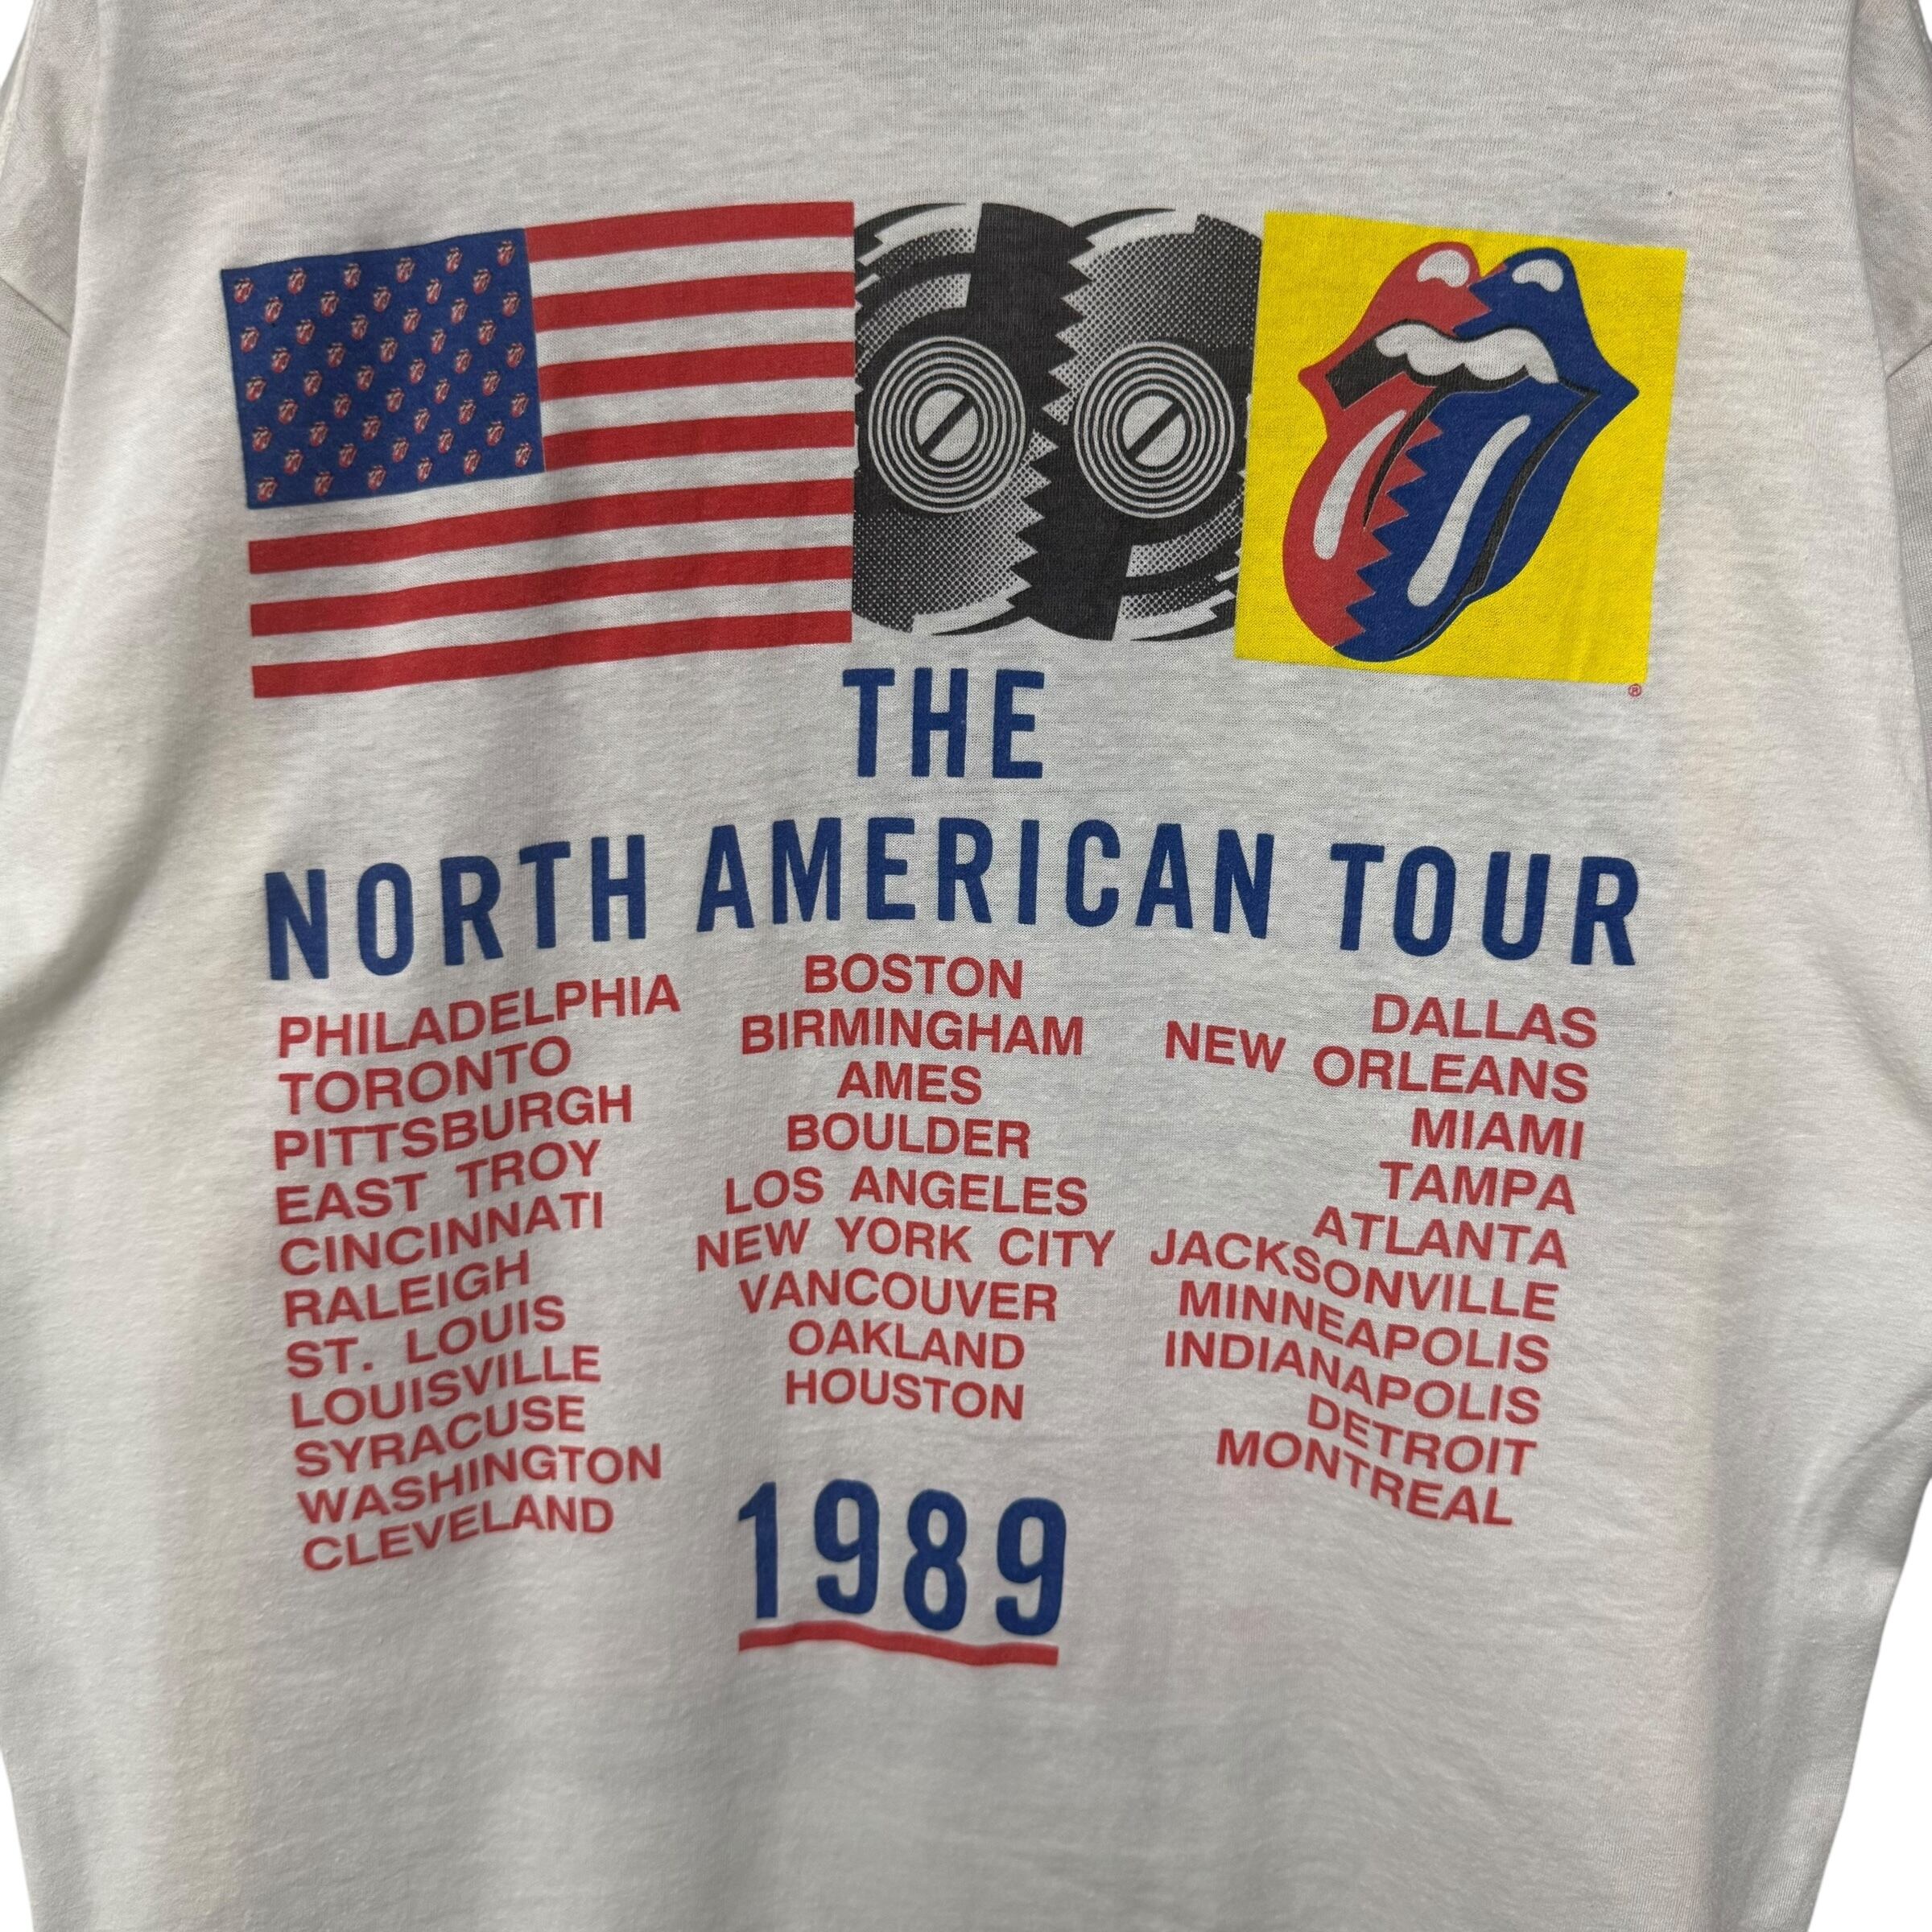 ®
THE
NORTH AMERICAN TOUR
PHILADELPHIA
TORONTO
PITTSBURGH
EAST TROY
CINCINNATI
RALEIGH
ST. LOUIS
LOUISVILLE
SYRACUSE
WASHINGTON
CLEVELAND
BOSTON
BIRMINGHAM
AMES
BOULDER
LOS ANGELES
NEW YORK CITY
VANCOUVER
OAKLAND
HOUSTON
DALLAS
NEW ORLEANS
MIAMI
TAMPA
ATLANTA
JACKSONVILLE
MINNEAPOLIS
INDIANAPOLIS
DETROIT
MONTREAL
1989